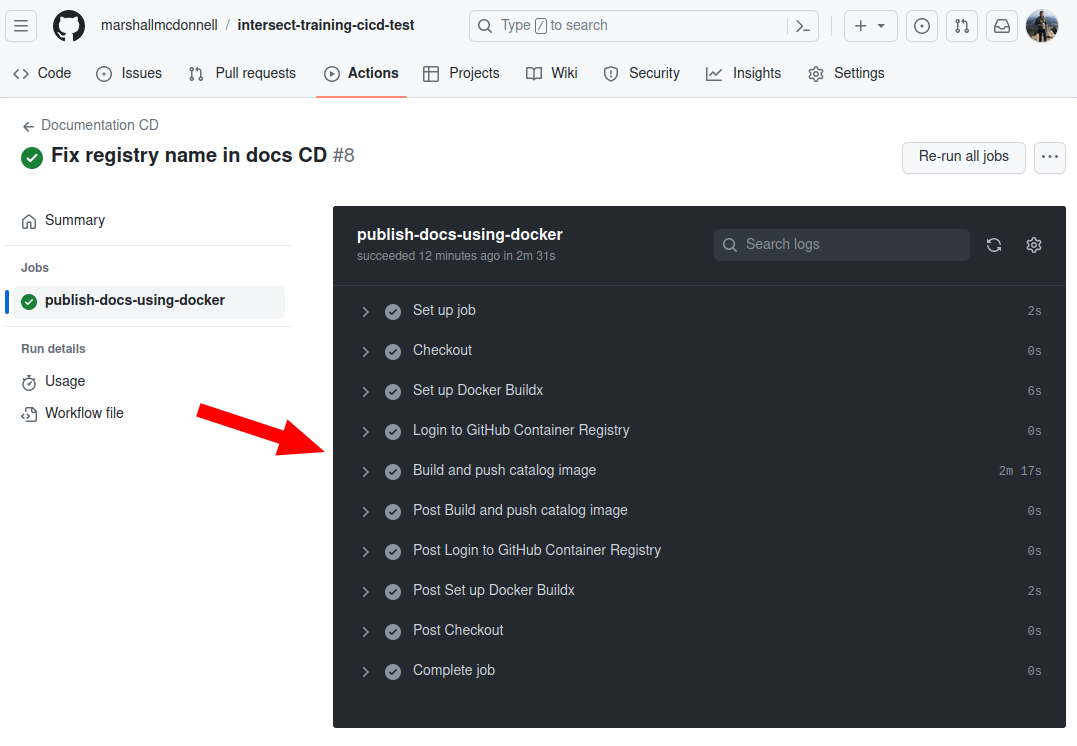 marshallmcdonnell / intersect-training-cicd-test
Type / to search
Code Issues Pull requests Actions Projects Wiki Security Insights Settings
Documentation CD
Fix registry name in docs CD #8
Re-run all jobs
Summary
Jobs
publish-docs-using-docker
Run details
Usage
Workflow file
publish-docs-using-docker
succeeded 12 minutes ago in 2m 31s
Search logs
Set up job 2s
Checkout 0s
Set up Docker Buildx 6s
Login to GitHub Container Registry 0s
Build and push catalog image 2m 17s
Post Build and push catalog image 0s
Post Login to GitHub Container Registry 0s
Post Set up Docker Buildx 2s
Post Checkout 0s
Complete job 0s